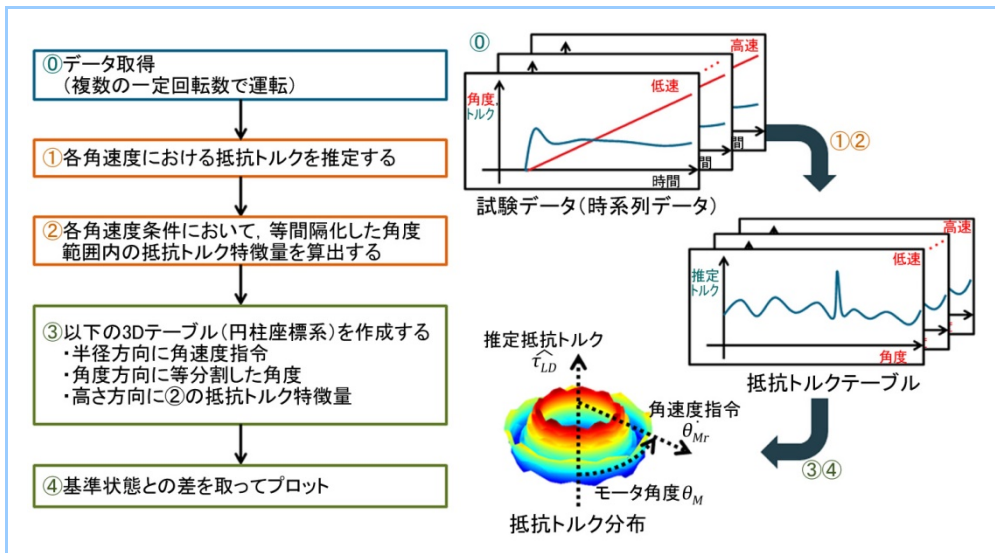 ⓪データ取得
(複数の一定回転数で運転)
①各角速度における抵抗トルクを推定する
②各角速度条件において，等間隔化した角度
範囲内の抵抗トルク特徴量を算出する
③以下の3Dテーブル(円柱座標系)を作成する
・半径方向に角速度指令
・角度方向に等分割した角度
・高さ方向に②の抵抗トルク特徴量
④基準状態との差を取ってプロット
⓪
高速
低速
角度,
トルク
間
間
時間
試験データ(時系列データ)
①②
高速
低速
推定
トルク
角度
抵抗トルクテーブル
③④
推定抵抗トルク
$\widehat{\tau_{LD}}$
角速度指令
$\dot{\theta_{Mr}}$
モータ角度$\theta_M$
抵抗トルク分布